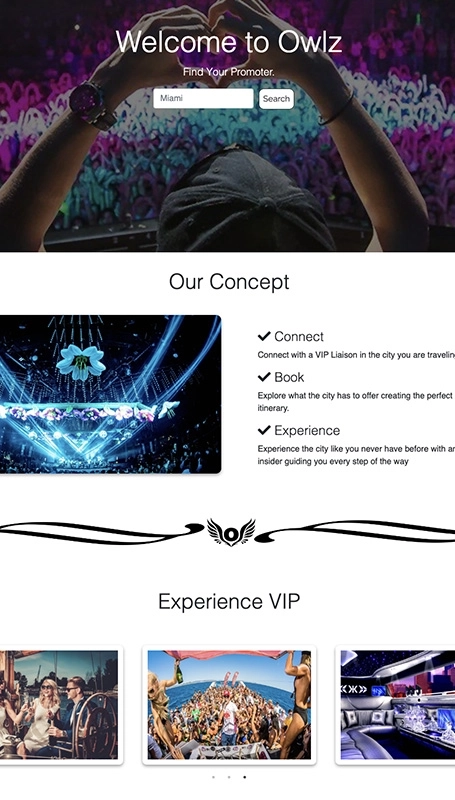 Welcome to Owlz
Find Your Promoter.
Miami
Search
Our Concept
Connect
Connect with a VIP Liaison in the city you are traveling
Book
Explore what the city has to offer creating the perfect
itinerary.
Experience
Experience the city like you never have before with an
insider guiding you every step of the way
O
Experience VIP